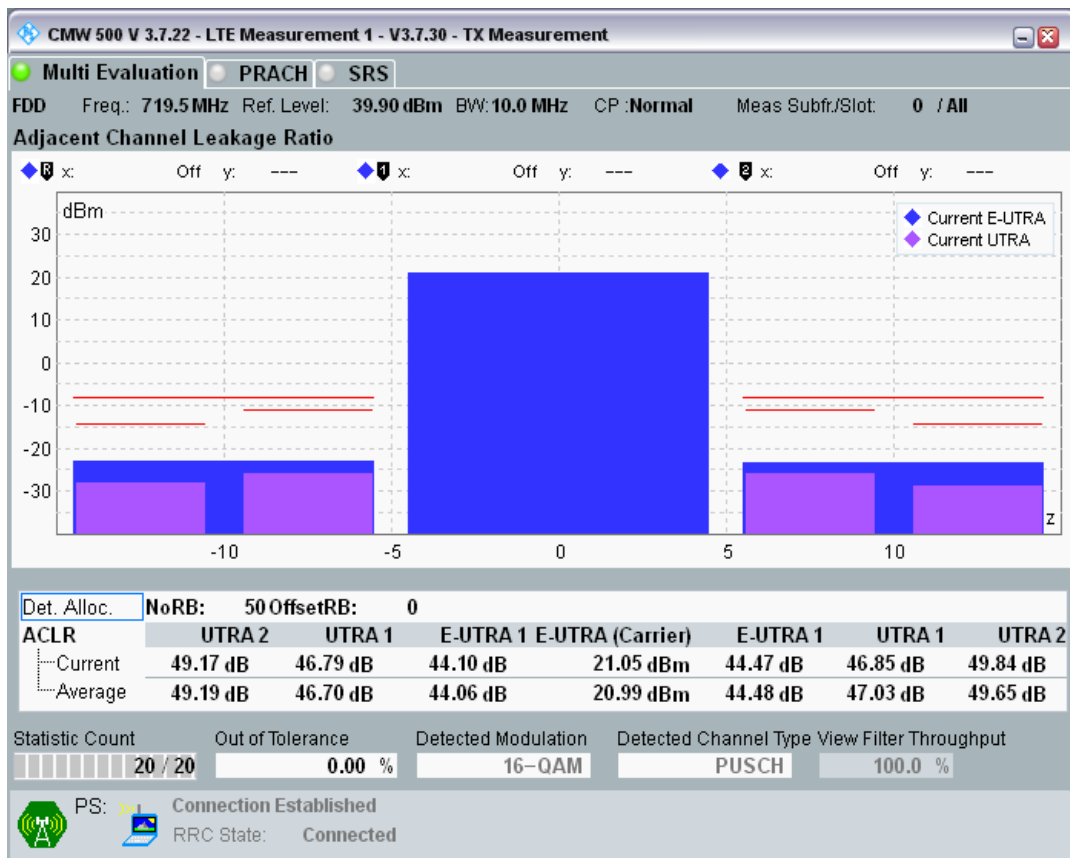 CMW 500 V 3.7.22 - LTE Measurement 1 - V3.7.30 - TX Measurement
Multi Evaluation PRACH SRS
FDD Freq.: 719.5 MHz Ref. Level: 39.90 dBm BW: 10.0 MHz CP :Normal Meas Subfr./Slot: 0 / All
Adjacent Channel Leakage Ratio
R x: Off y: --- 1 x: Off y: --- 2 x: Off y: ---
dBm
Current E-UTRA
Current UTRA
30
20
10
0
-10
-20
-30
z
-10 -5 0 5 10
Det. Alloc. NoRB: 50 OffsetRB: 0
ACLR UTRA 2 UTRA 1 E-UTRA 1 E-UTRA (Carrier) E-UTRA 1 UTRA 1 UTRA 2
Current 49.17 dB 46.79 dB 44.10 dB 21.05 dBm 44.47 dB 46.85 dB 49.84 dB
Average 49.19 dB 46.70 dB 44.06 dB 20.99 dBm 44.48 dB 47.03 dB 49.65 dB
Statistic Count Out of Tolerance Detected Modulation Detected Channel Type View Filter Throughput
20 / 20 0.00 % 16-QAM PUSCH 100.0 %
PS: Connection Established
RRC State: Connected